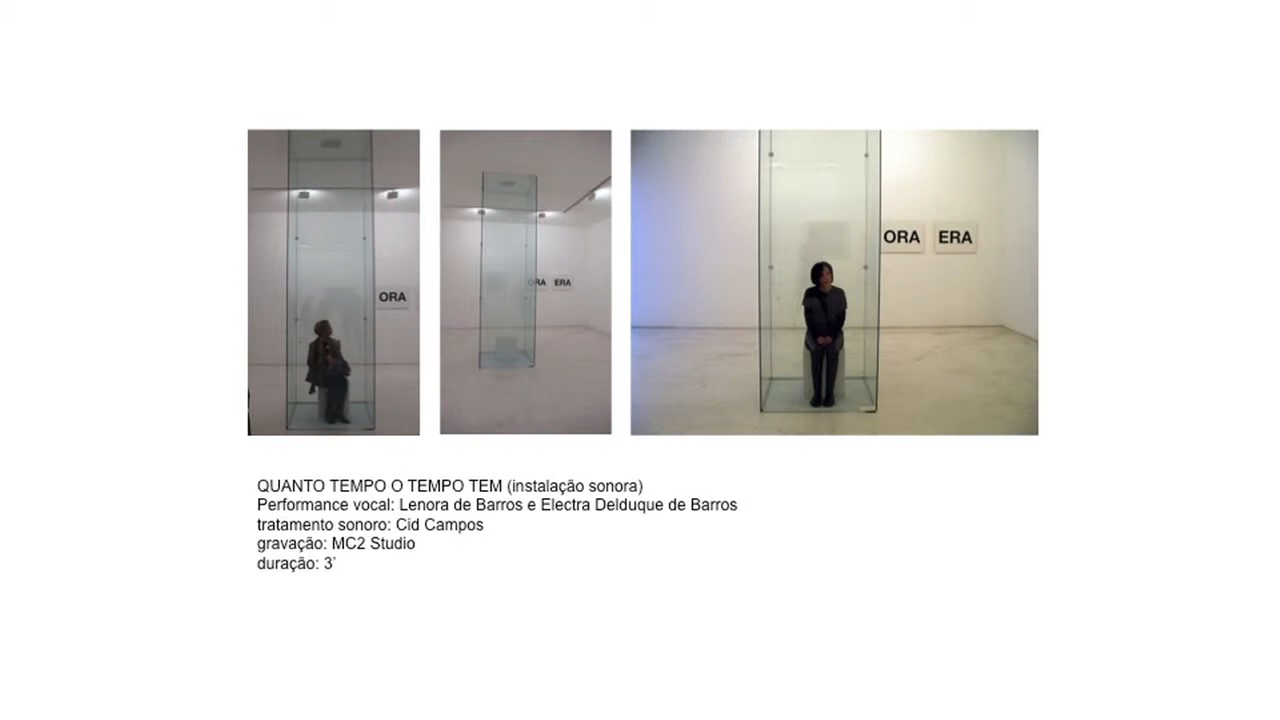 ORA
ORA ERA
ORA ERA
QUANTO TEMPO O TEMPO TEM (instalação sonora)
Performance vocal: Lenora de Barros e Electra Delduque de Barros
tratamento sonoro: Cid Campos
gravação: MC2 Studio
duração: 3’